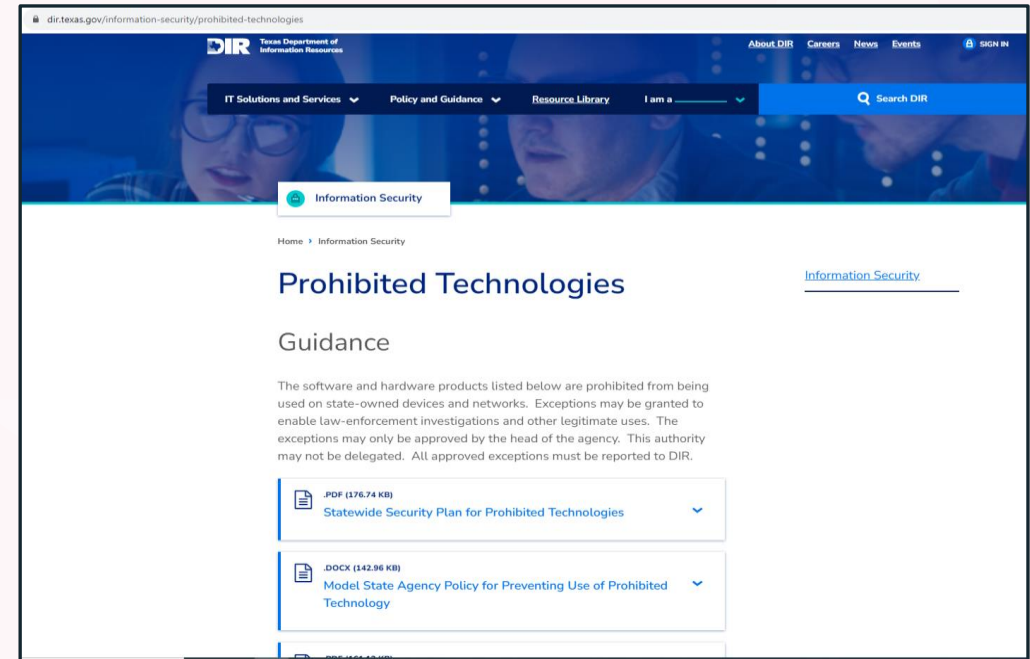 dir.texas.gov/information-security/prohibited-technologies
DIR
Texas Department of
Information Resources
About DIR
Careers
News
Events
SIGN IN
IT Solutions and Services
Policy and Guidance
Resource Library
I am a
Search DIR
Information Security
Home › Information Security
Prohibited Technologies
Information Security
Guidance
The software and hardware products listed below are prohibited from being
used on state-owned devices and networks. Exceptions may be granted to
enable law-enforcement investigations and other legitimate uses. The
exceptions may only be approved by the head of the agency. This authority
may not be delegated. All approved exceptions must be reported to DIR.
.PDF (176.74 KB)
Statewide Security Plan for Prohibited Technologies
.DOCX (142.96 KB)
Model State Agency Policy for Preventing Use of Prohibited
Technology